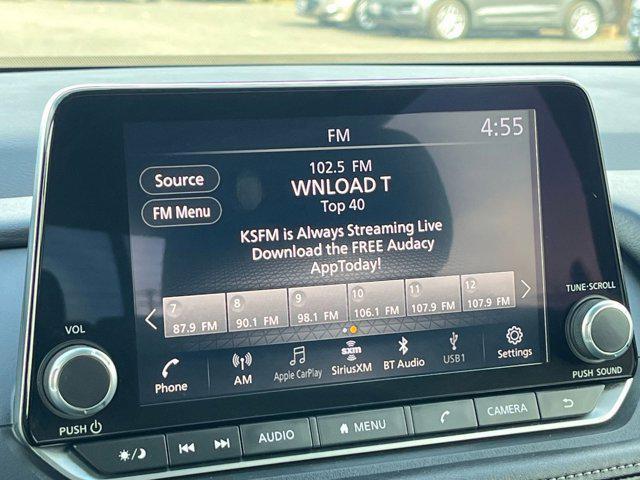 FM
4:55
Source
FM Menu
102.5 FM
WNLOAD T
Top 40
KSFM is Always Streaming Live
Download the FREE Audacy
AppToday!
7
87.9 FM
8
90.1 FM
9
98.1 FM
10
106.1 FM
11
107.9 FM
12
107.9 FM
Phone
AM
Apple CarPlay
sxm
SiriusXM
BT Audio
USB1
Settings
VOL
PUSH
TUNE·SCROLL
PUSH SOUND
AUDIO
MENU
CAMERA